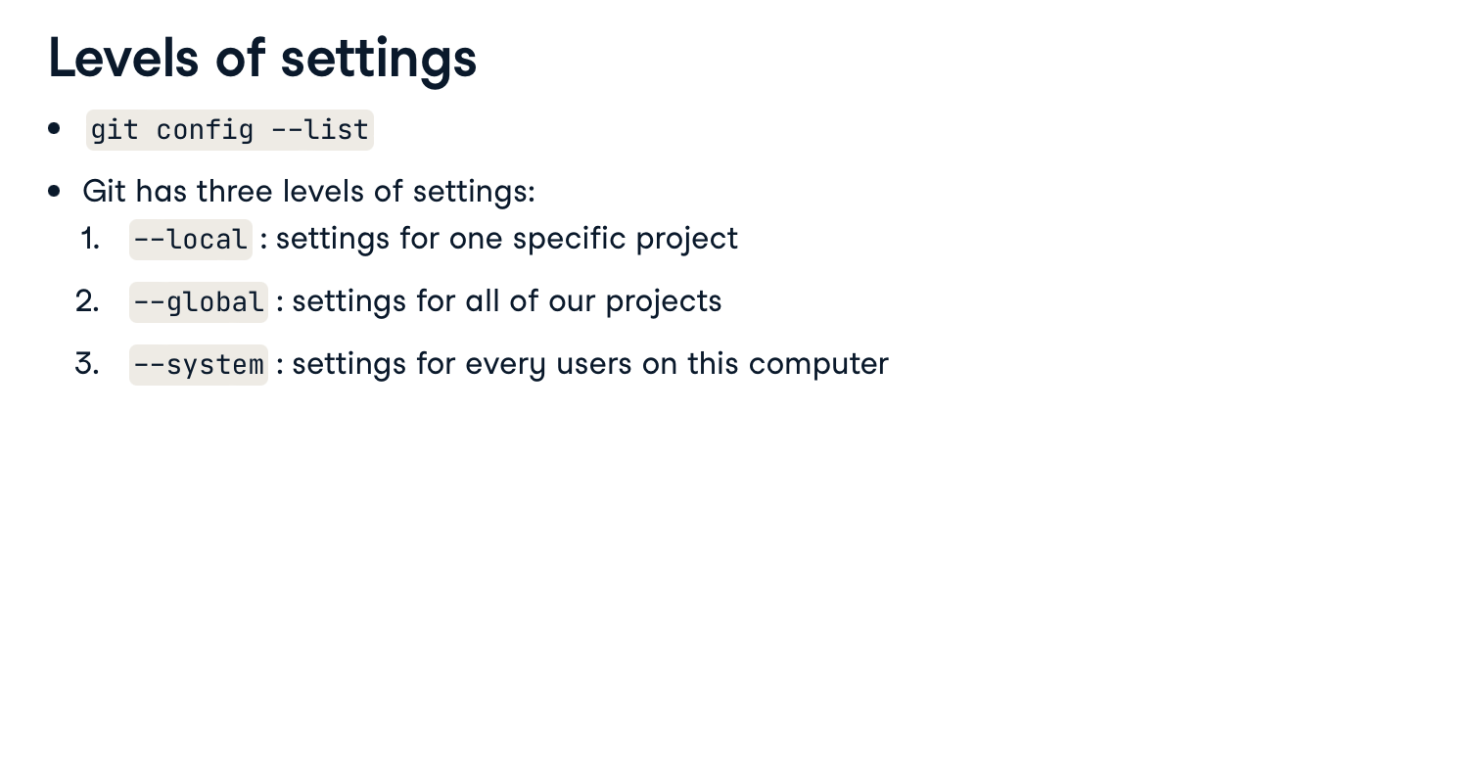 Levels of settings
• git config --list
• Git has three levels of settings:
1. --local : settings for one specific project
2. --global : settings for all of our projects
3. --system : settings for every users on this computer